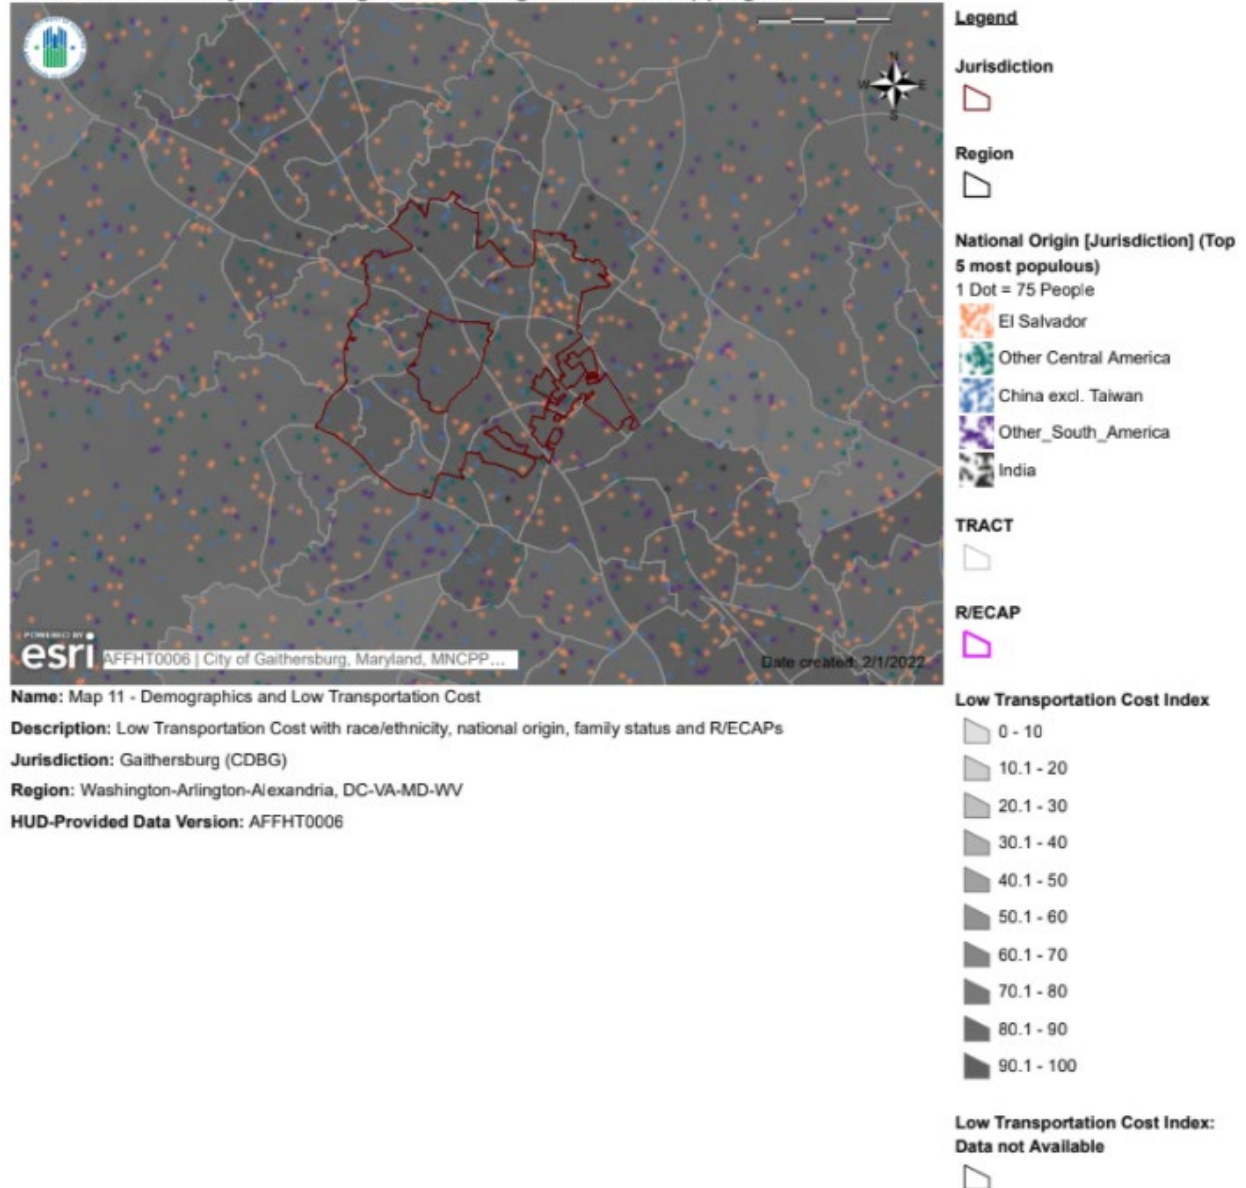 N
W E
S
POWERED BY
esri
AFFHT0006 | City of Gaithersburg, Maryland, MNCPP...
Date created: 2/1/2022
Name: Map 11 - Demographics and Low Transportation Cost
Description: Low Transportation Cost with race/ethnicity, national origin, family status and R/ECAPs
Jurisdiction: Gaithersburg (CDBG)
Region: Washington-Arlington-Alexandria, DC-VA-MD-WV
HUD-Provided Data Version: AFFHT0006
Legend
Jurisdiction
Region
National Origin [Jurisdiction] (Top
5 most populous)
1 Dot = 75 People
El Salvador
Other Central America
China excl. Taiwan
Other_South_America
India
TRACT
R/ECAP
Low Transportation Cost Index
0 - 10
10.1 - 20
20.1 - 30
30.1 - 40
40.1 - 50
50.1 - 60
60.1 - 70
70.1 - 80
80.1 - 90
90.1 - 100
Low Transportation Cost Index:
Data not Available